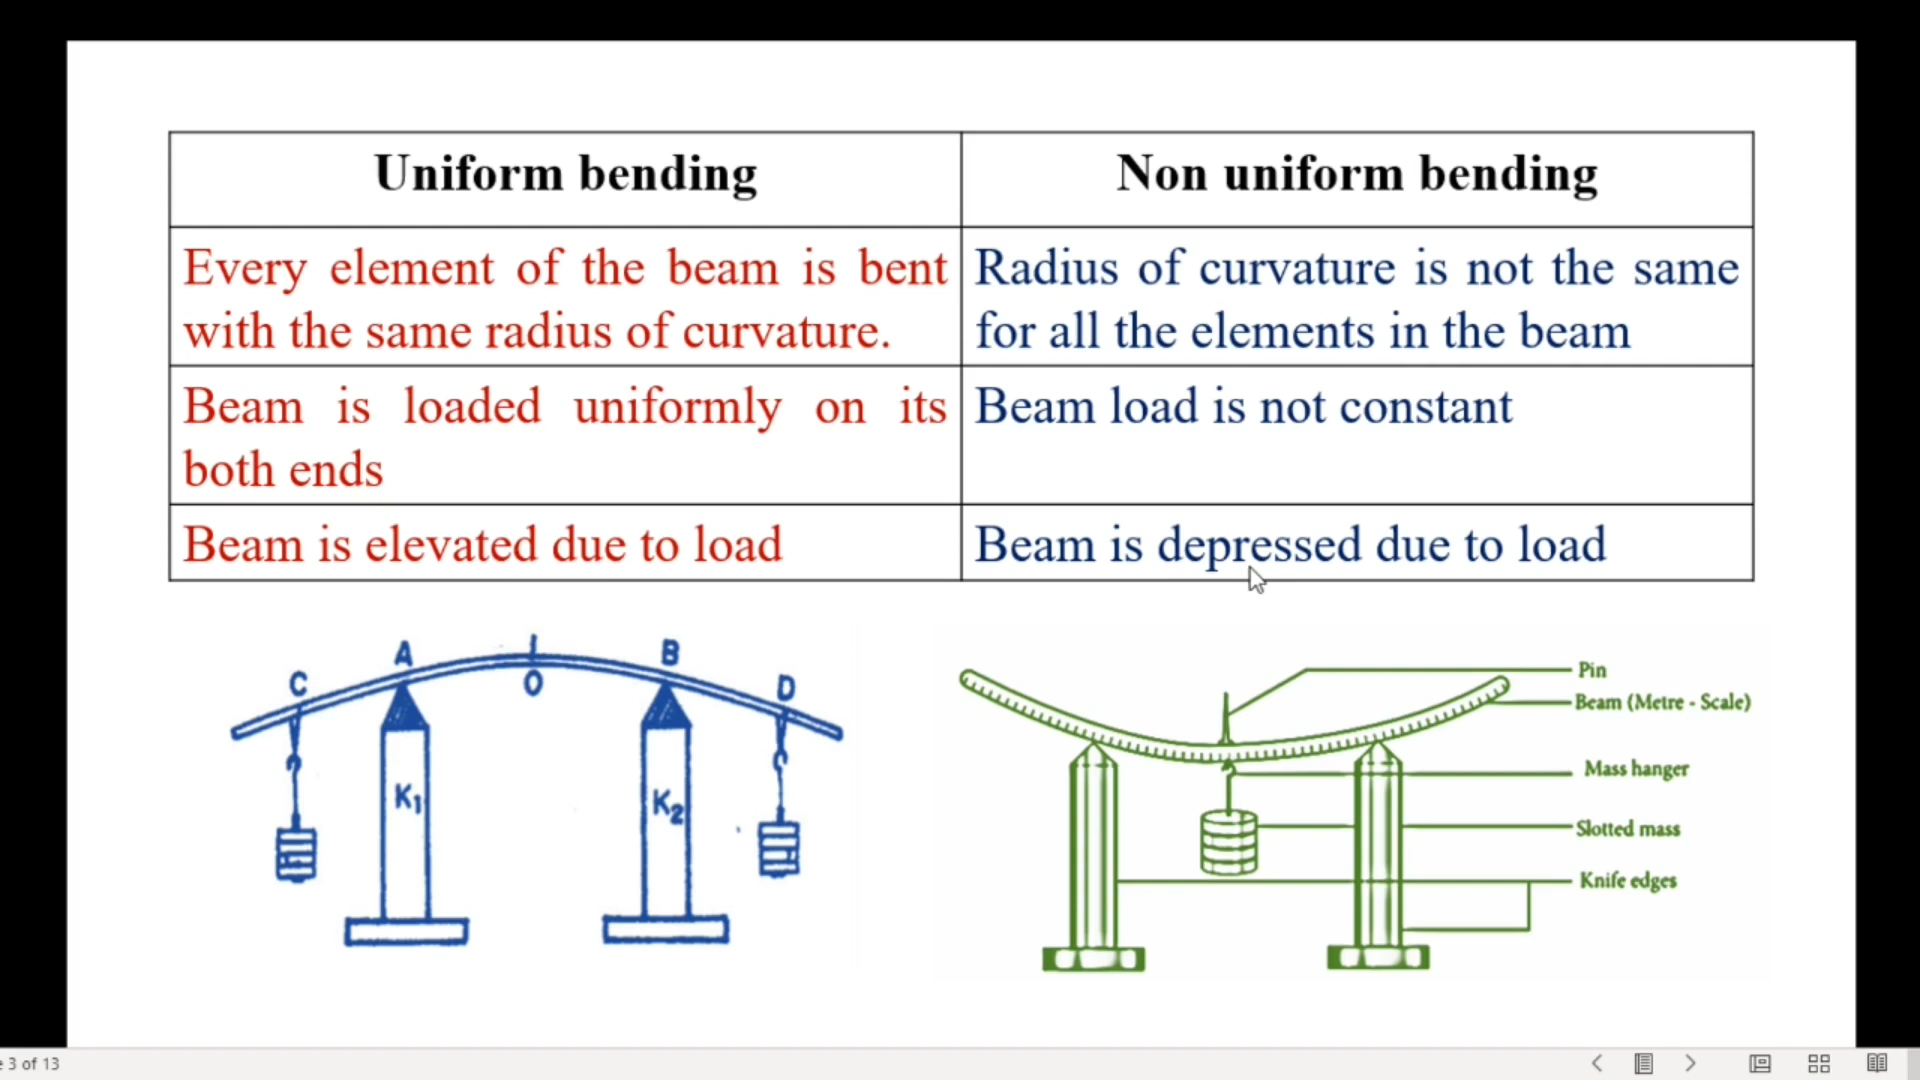 Uniform bending
Non uniform bending
Every element of the beam is bent
with the same radius of curvature.
Radius of curvature is not the same
for all the elements in the beam
Beam is loaded uniformly on its
both ends
Beam load is not constant
Beam is elevated due to load
Beam is depressed due to load
C
A
O
B
D
K1
K2
Pin
Beam (Metre - Scale)
Mass hanger
Slotted mass
Knife edges
3 of 13